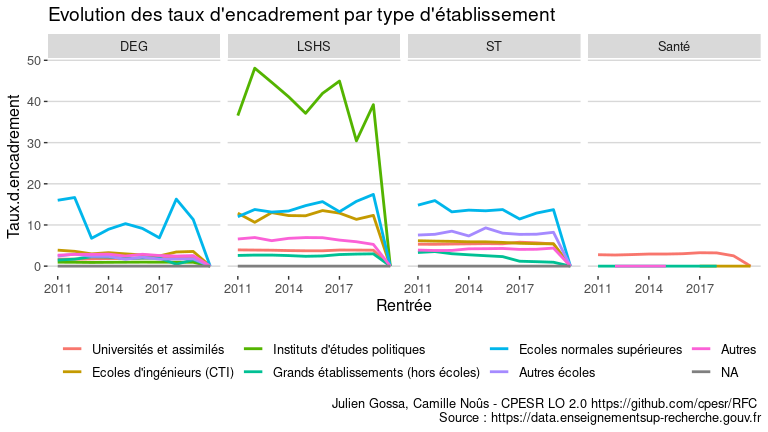 Evolution des taux d'encadrement par type d'établissement
DEG LSHS ST Santé
Taux.d.encadrement
50
40
30
20
10
0
2011 2014 2017 2011 2014 2017 2011 2014 2017 2011 2014 2017
Rentrée
Universités et assimilés Instituts d'études politiques Ecoles normales supérieures Autres
Ecoles d'ingénieurs (CTI) Grands établissements (hors écoles) Autres écoles NA
Julien Gossa, Camille Noûs - CPESR LO 2.0 https://github.com/cpesr/RFC
Source : https://data.enseignementsup-recherche.gouv.fr